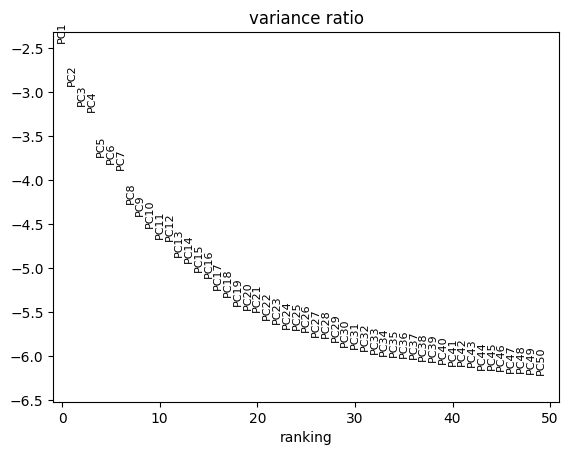 variance ratio
−2.5
−3.0
−3.5
−4.0
−4.5
−5.0
−5.5
−6.0
−6.5
PC1
PC2
PC3
PC4
PC5
PC6
PC7
PC8
PC9
PC10
PC11
PC12
PC13
PC14
PC15
PC16
PC17
PC18
PC19
PC20
PC21
PC22
PC23
PC24
PC25
PC26
PC27
PC28
PC29
PC30
PC31
PC32
PC33
PC34
PC35
PC36
PC37
PC38
PC39
PC40
PC41
PC42
PC43
PC44
PC45
PC46
PC47
PC48
PC49
PC50
0 10 20 30 40 50
ranking